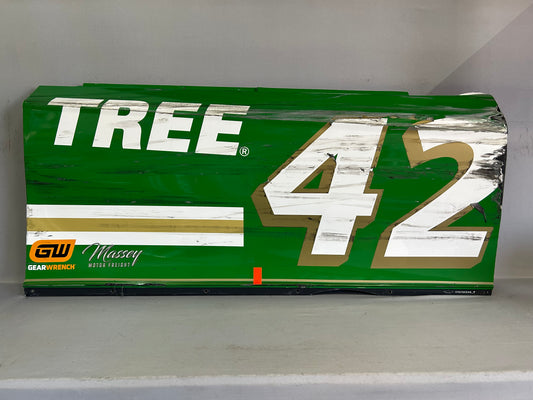 TREE®
42
GW
GEARWRENCH
Massey
MOTOR FREIGHT